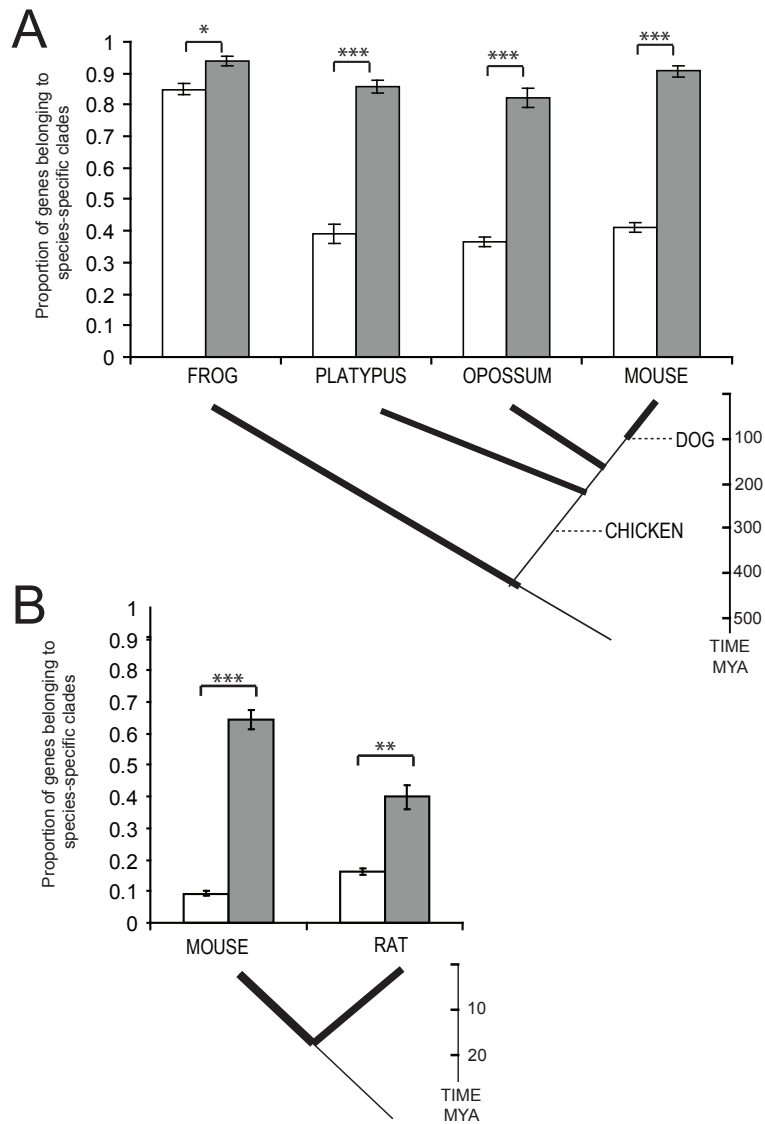 A
Proportion of genes belonging to
species-specific clades
1
0.9
0.8
0.7
0.6
0.5
0.4
0.3
0.2
0.1
0
*
***
***
***
FROG
PLATYPUS
OPOSSUM
MOUSE
DOG
CHICKEN
100
200
300
400
500
TIME
MYA
B
Proportion of genes belonging to
species-specific clades
1
0.9
0.8
0.7
0.6
0.5
0.4
0.3
0.2
0.1
0
***
**
MOUSE
RAT
10
20
TIME
MYA